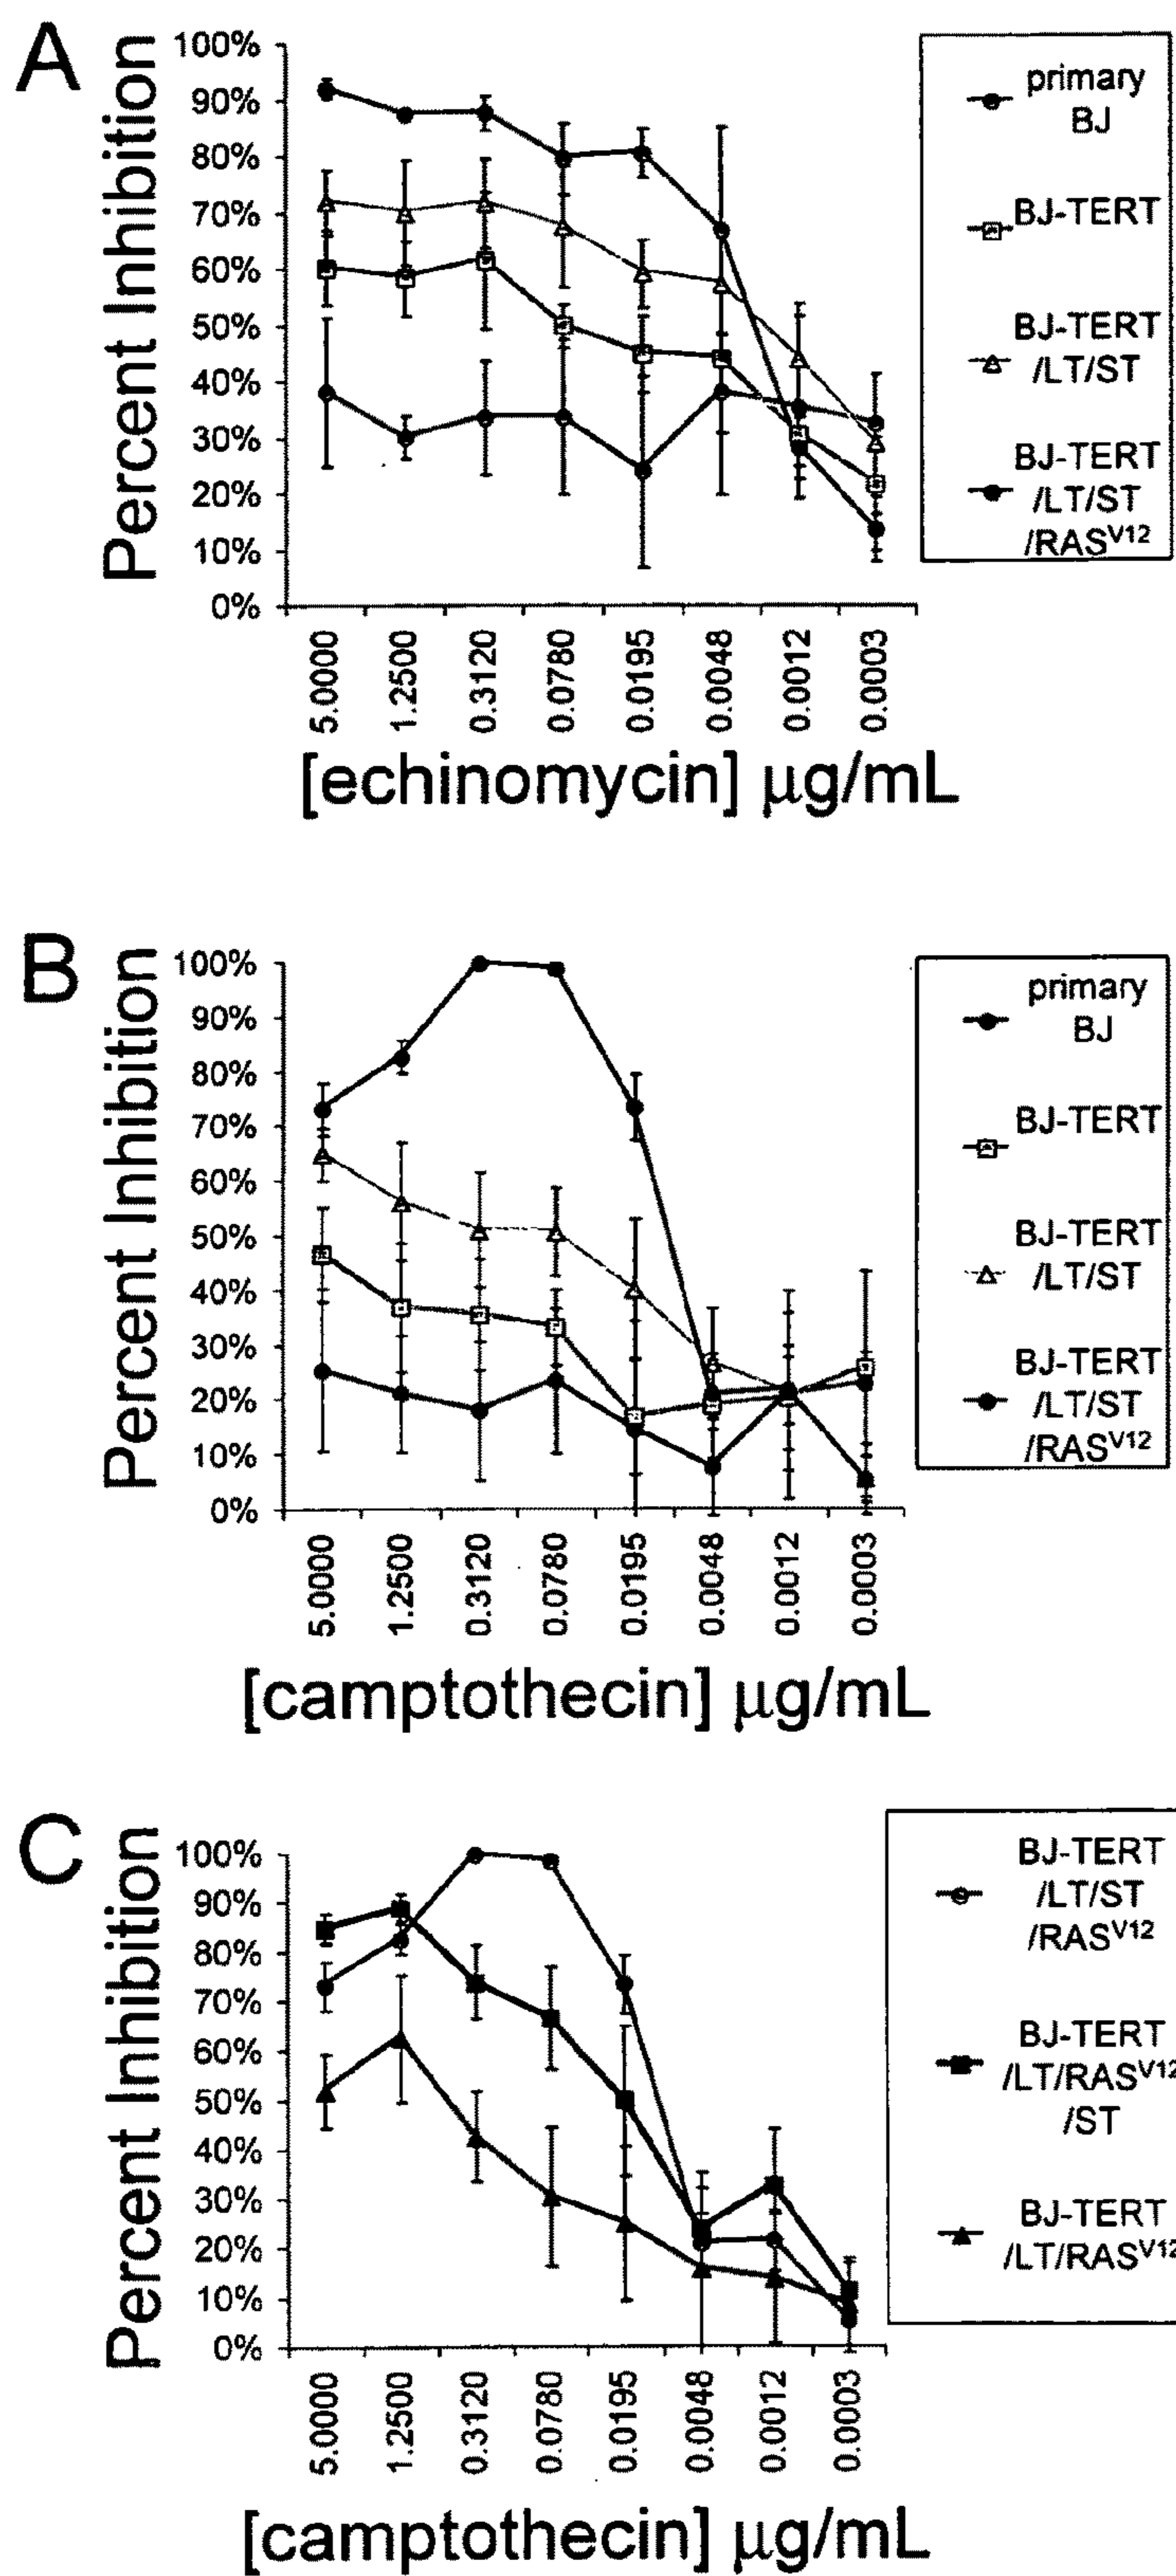 A
Percent Inhibition
100%
90%
80%
70%
60%
50%
40%
30%
20%
10%
0%
5.0000
1.2500
0.3120
0.0780
0.0195
0.0048
0.0012
0.0003
[echinomycin] μg/mL
primary
BJ
BJ-TERT
BJ-TERT
/LT/ST
BJ-TERT
/LT/ST
/RASV12
B
Percent Inhibition
100%
90%
80%
70%
60%
50%
40%
30%
20%
10%
0%
5.0000
1.2500
0.3120
0.0780
0.0195
0.0048
0.0012
0.0003
[camptothecin] μg/mL
primary
BJ
BJ-TERT
BJ-TERT
/LT/ST
BJ-TERT
/LT/ST
/RASV12
C
Percent Inhibition
100%
90%
80%
70%
60%
50%
40%
30%
20%
10%
0%
5.0000
1.2500
0.3120
0.0780
0.0195
0.0048
0.0012
0.0003
[camptothecin] μg/mL
BJ-TERT
/LT/ST
/RASV12
BJ-TERT
/LT/RASV12
/ST
BJ-TERT
/LT/RASV12